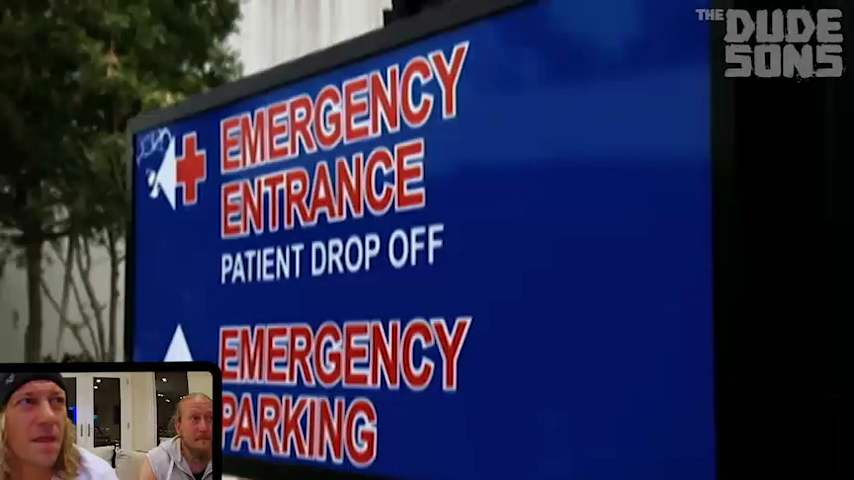 THE
DUDE
SONS
EMERGENCY
ENTRANCE
PATIENT DROP OFF
EMERGENCY
PARKING